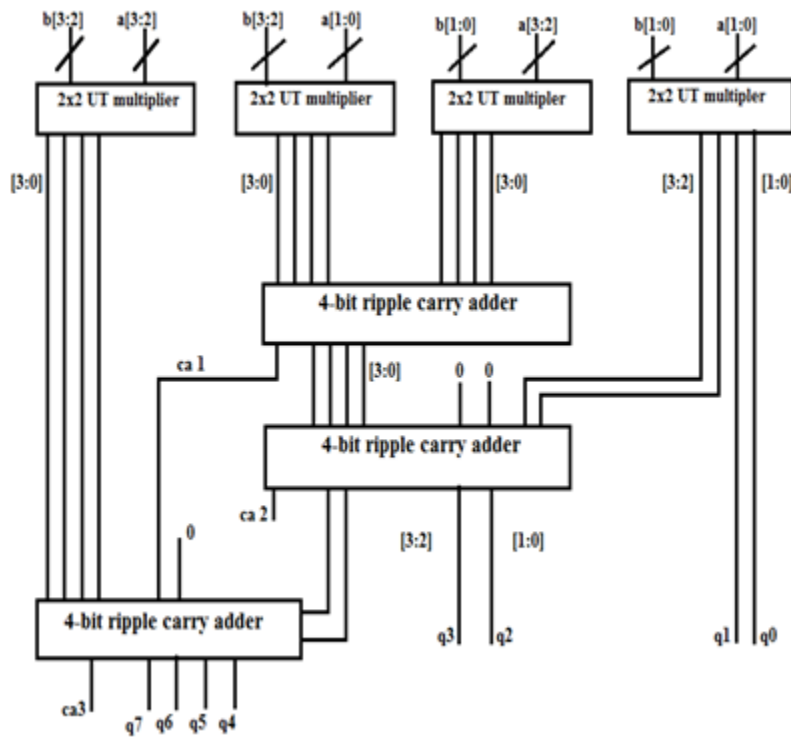 b[3:2] a[3:2] b[3:2] a[1:0] b[1:0] a[3:2] b[1:0] a[1:0]
2x2 UT multiplier 2x2 UT multiplier 2x2 UT multiplier 2x2 UT multipler
[3:0] [3:0] [3:0] [3:2] [1:0]
4-bit ripple carry adder
ca 1 [3:0] 0 0
4-bit ripple carry adder
ca 2
0 [3:2] [1:0]
4-bit ripple carry adder
q3 q2 q1 q0
ca3 q7 q6 q5 q4